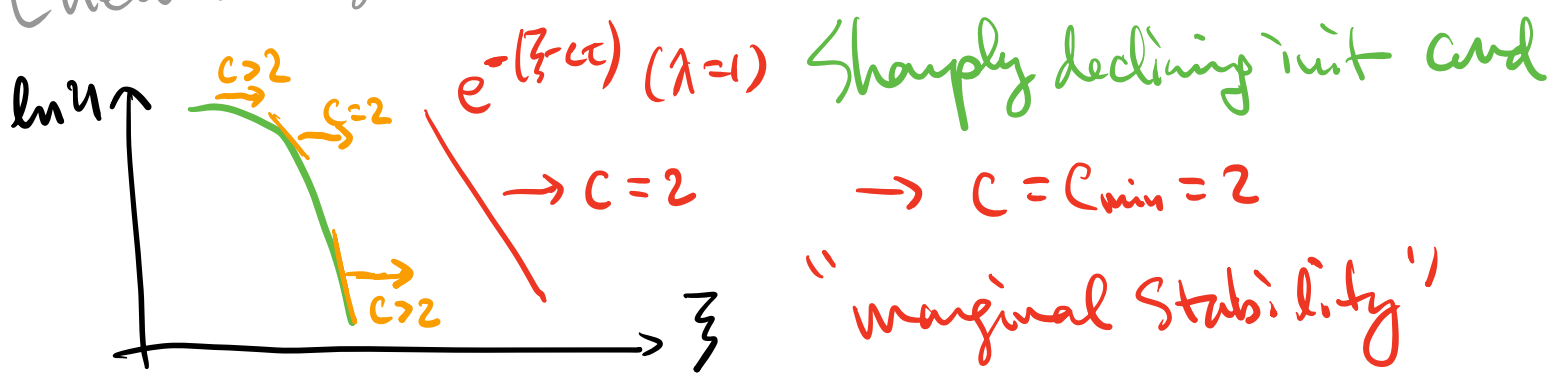 c>2
e^-(ξ-cτ) (λ=1)
Sharply declining init cond
ln u
c=2
→ c = 2
→ c = c_min = 2
c>2
ξ
"marginal stability"